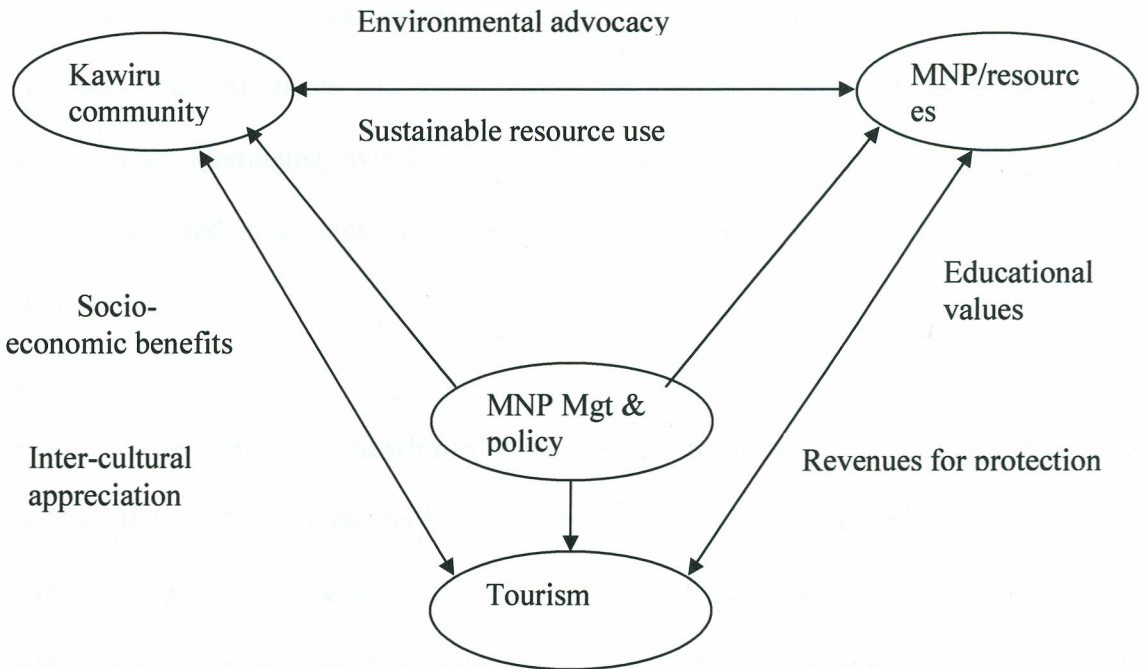 Environmental advocacy
Kawiru
community
MNP/resourc
es
Sustainable resource use
Educational
values
Socio-
economic benefits
MNP Mgt &
policy
Inter-cultural
appreciation
Revenues for protection
Tourism